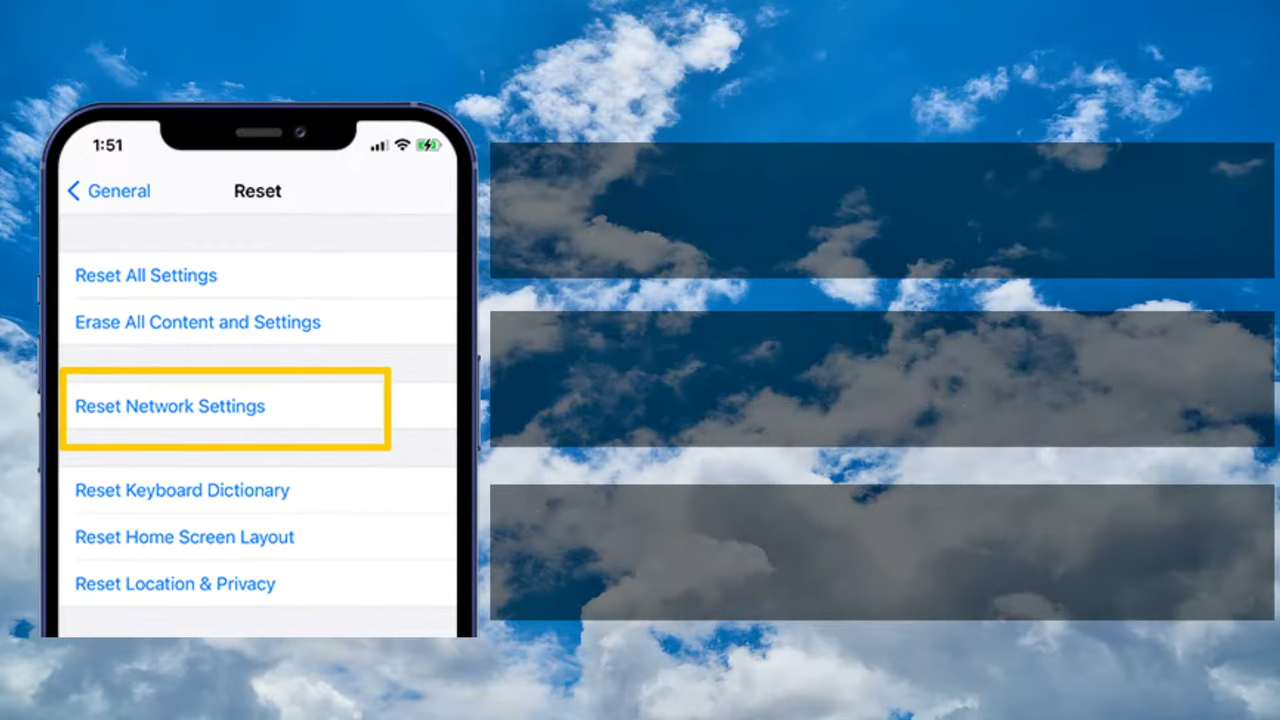 1:51
General
Reset
Reset All Settings
Erase All Content and Settings
Reset Network Settings
Reset Keyboard Dictionary
Reset Home Screen Layout
Reset Location & Privacy